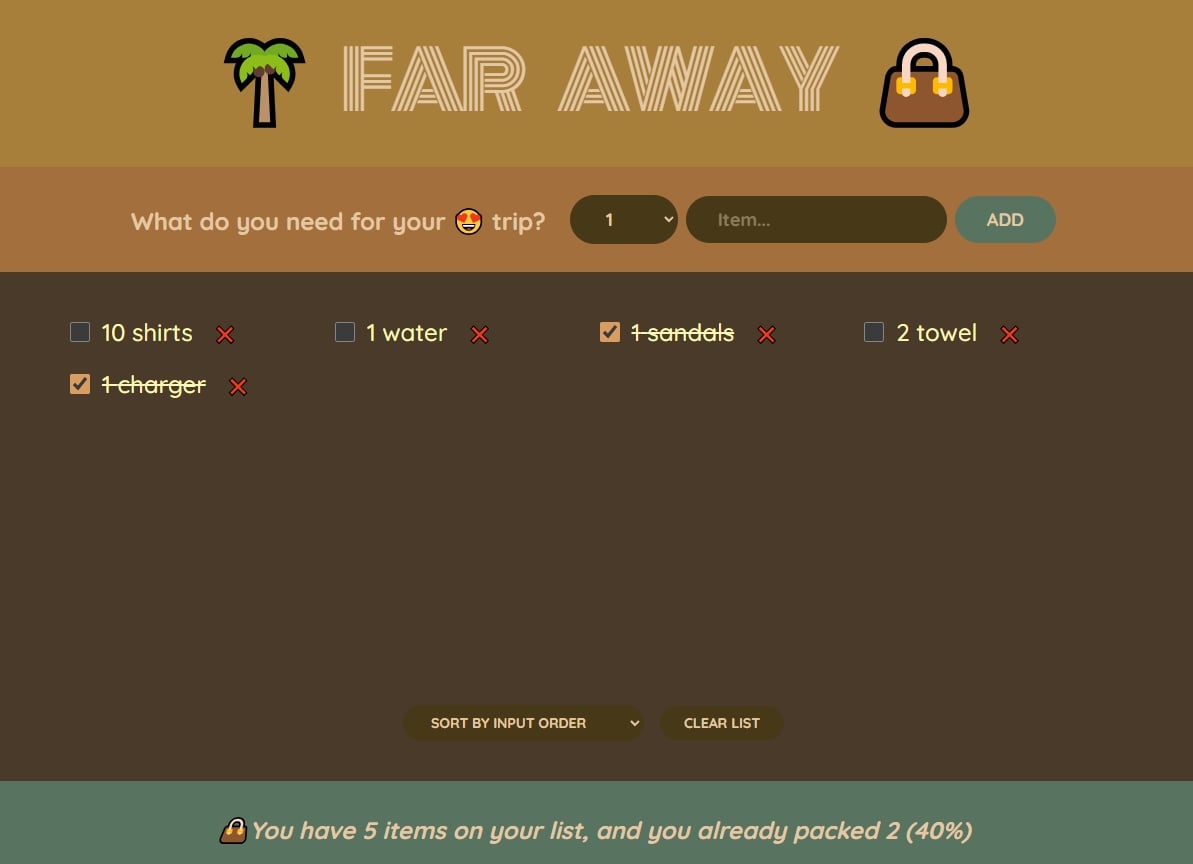 FAR AWAY
What do you need for your 😍 trip? 1 Item... ADD
10 shirts ❌ 1 water ❌ 1 sandals ❌ 2 towel ❌
1 charger ❌
SORT BY INPUT ORDER CLEAR LIST
You have 5 items on your list, and you already packed 2 (40%)